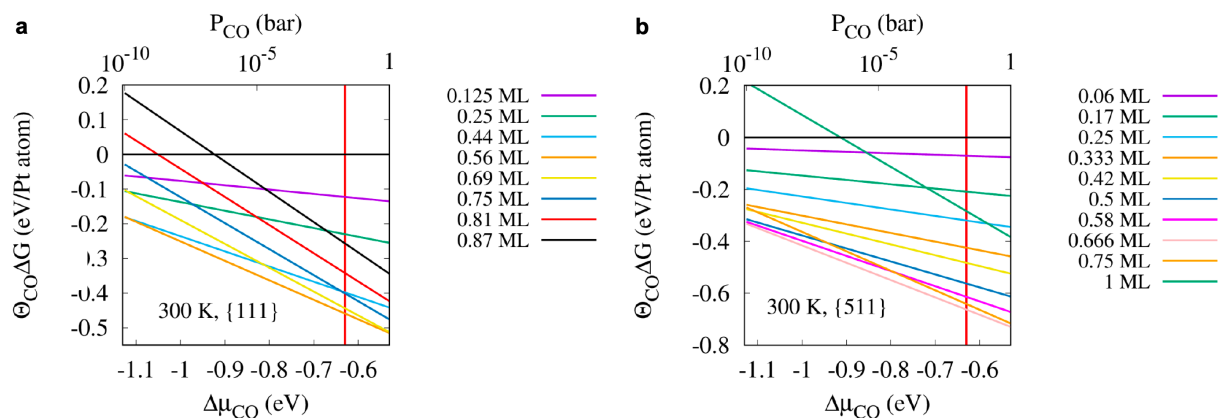 a
P_CO (bar)
10^-10 10^-5 1
0.2
0.1
0
-0.1
-0.2
.3
-0.4
-0.5
Θ_CO ΔG (eV/Pt atom)
300 K, {111}
-1.1 -1 -0.9 -0.8 -0.7 -0.6
Δμ_CO (eV)
0.125 ML
0.25 ML
0.44 ML
0.56 ML
0.69 ML
0.75 ML
0.81 ML
0.87 ML
b
P_CO (bar)
10^-10 10^-5 1
0.2
0
-0.2
-0.4
-0.6
-0.8
Θ_CO ΔG (eV/Pt atom)
300 K, {511}
-1.1 -1 -0.9 -0.8 -0.7 -0.6
Δμ_CO (eV)
0.06 ML
0.17 ML
0.25 ML
0.333 ML
0.42 ML
0.5 ML
0.58 ML
0.666 ML
0.75 ML
1 ML